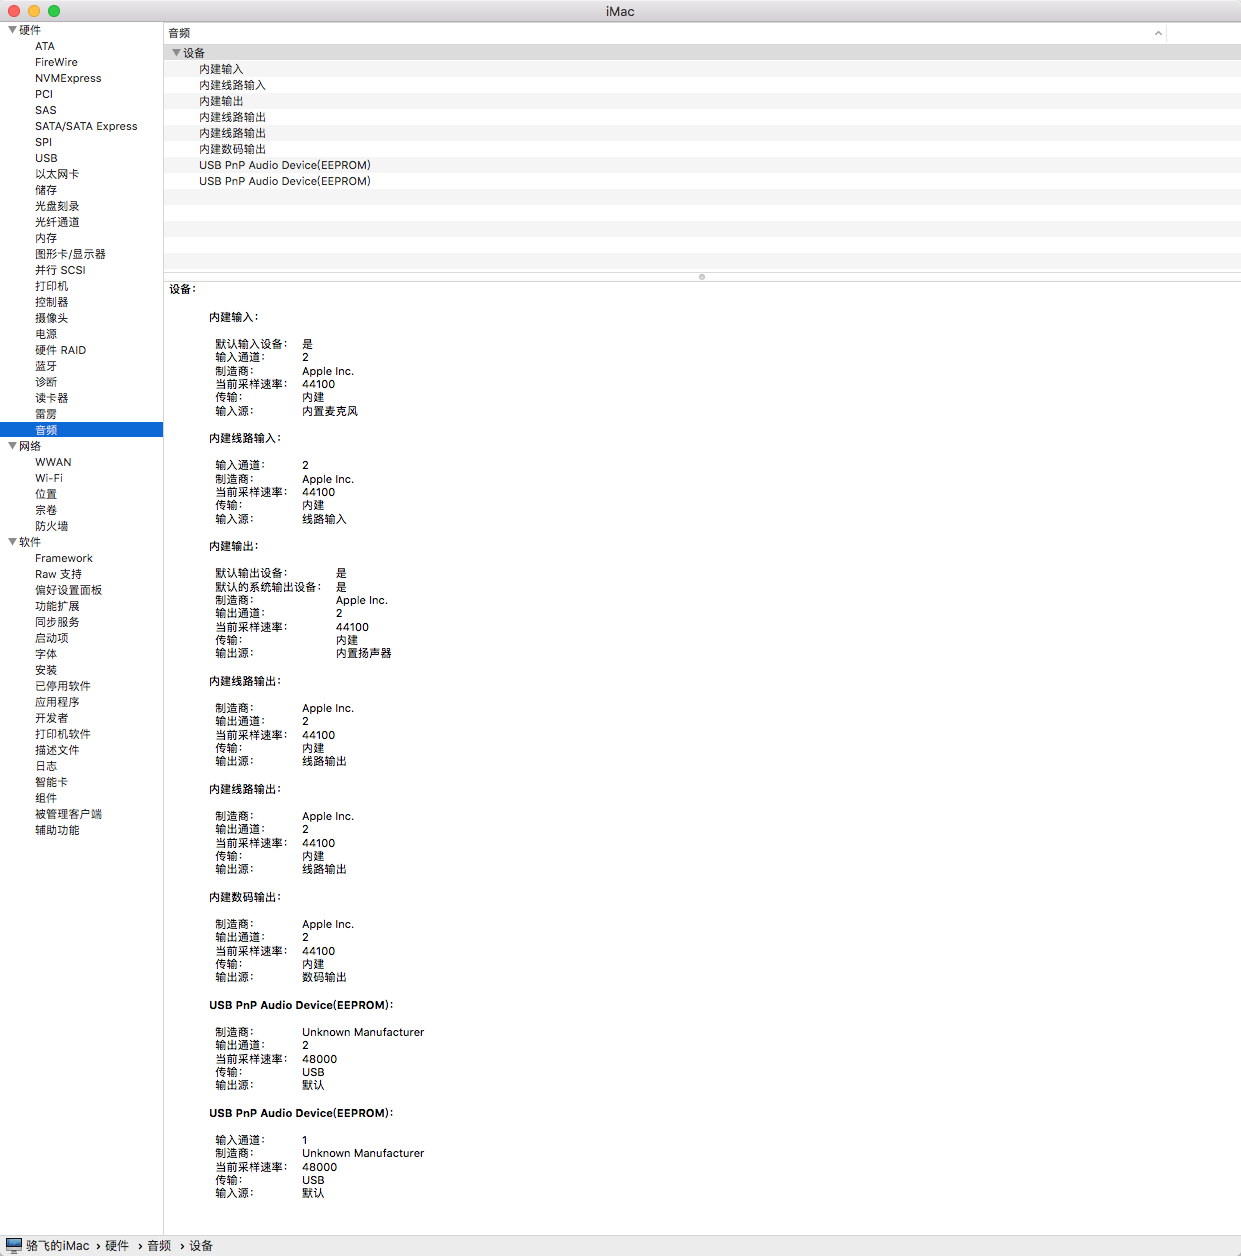 iMac
硬件
ATA
FireWire
NVMExpress
PCI
SAS
SATA/SATA Express
SPI
USB
以太网卡
储存
光盘刻录
光纤通道
内存
图形卡/显示器
并行 SCSI
打印机
控制器
摄像头
电源
硬件 RAID
蓝牙
诊断
读卡器
雷雳
音频
网络
WWAN
Wi-Fi
位置
宗卷
防火墙
软件
Framework
Raw 支持
偏好设置面板
功能扩展
同步服务
启动项
字体
安装
已停用软件
应用程序
开发者
打印机软件
描述文件
日志
智能卡
组件
被管理客户端
辅助功能
音频
设备
内建输入
内建线路输入
内建输出
内建线路输出
内建线路输出
内建数码输出
USB PnP Audio Device(EEPROM)
USB PnP Audio Device(EEPROM)
设备：
内建输入：
默认输入设备： 是
输入通道： 2
制造商： Apple Inc.
当前采样速率： 44100
传输： 内建
输入源： 内置麦克风
内建线路输入：
输入通道： 2
制造商： Apple Inc.
当前采样速率： 44100
传输： 内建
输入源： 线路输入
内建输出：
默认输出设备： 是
默认的系统输出设备： 是
制造商： Apple Inc.
输出通道： 2
当前采样速率： 44100
传输： 内建
输出源： 内置扬声器
内建线路输出：
制造商： Apple Inc.
输出通道： 2
当前采样速率： 44100
传输： 内建
输出源： 线路输出
内建线路输出：
制造商： Apple Inc.
输出通道： 2
当前采样速率： 44100
传输： 内建
输出源： 线路输出
内建数码输出：
制造商： Apple Inc.
输出通道： 2
当前采样速率： 44100
传输： 内建
输出源： 数码输出
USB PnP Audio Device(EEPROM)：
制造商： Unknown Manufacturer
输出通道： 2
当前采样速率： 48000
传输： USB
输出源： 默认
USB PnP Audio Device(EEPROM)：
输入通道： 1
制造商： Unknown Manufacturer
当前采样速率： 48000
传输： USB
输入源： 默认
骆飞的iMac › 硬件 › 音频 › 设备